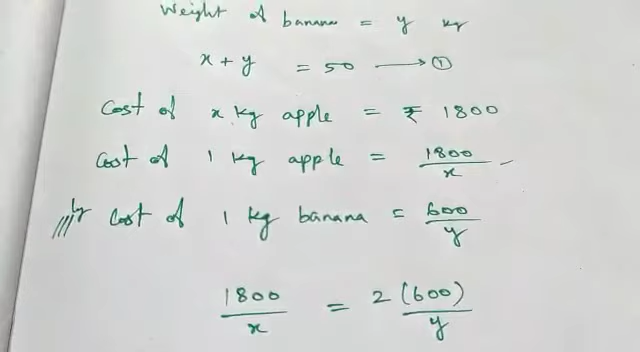 Weight of banana = y kg
x + y = 50 → ①
Cost of x kg apple = ₹ 1800
Cost of 1 kg apple = 1800/x
|||ly Cost of 1 kg banana = 600/y
1800/x = 2(600)/y